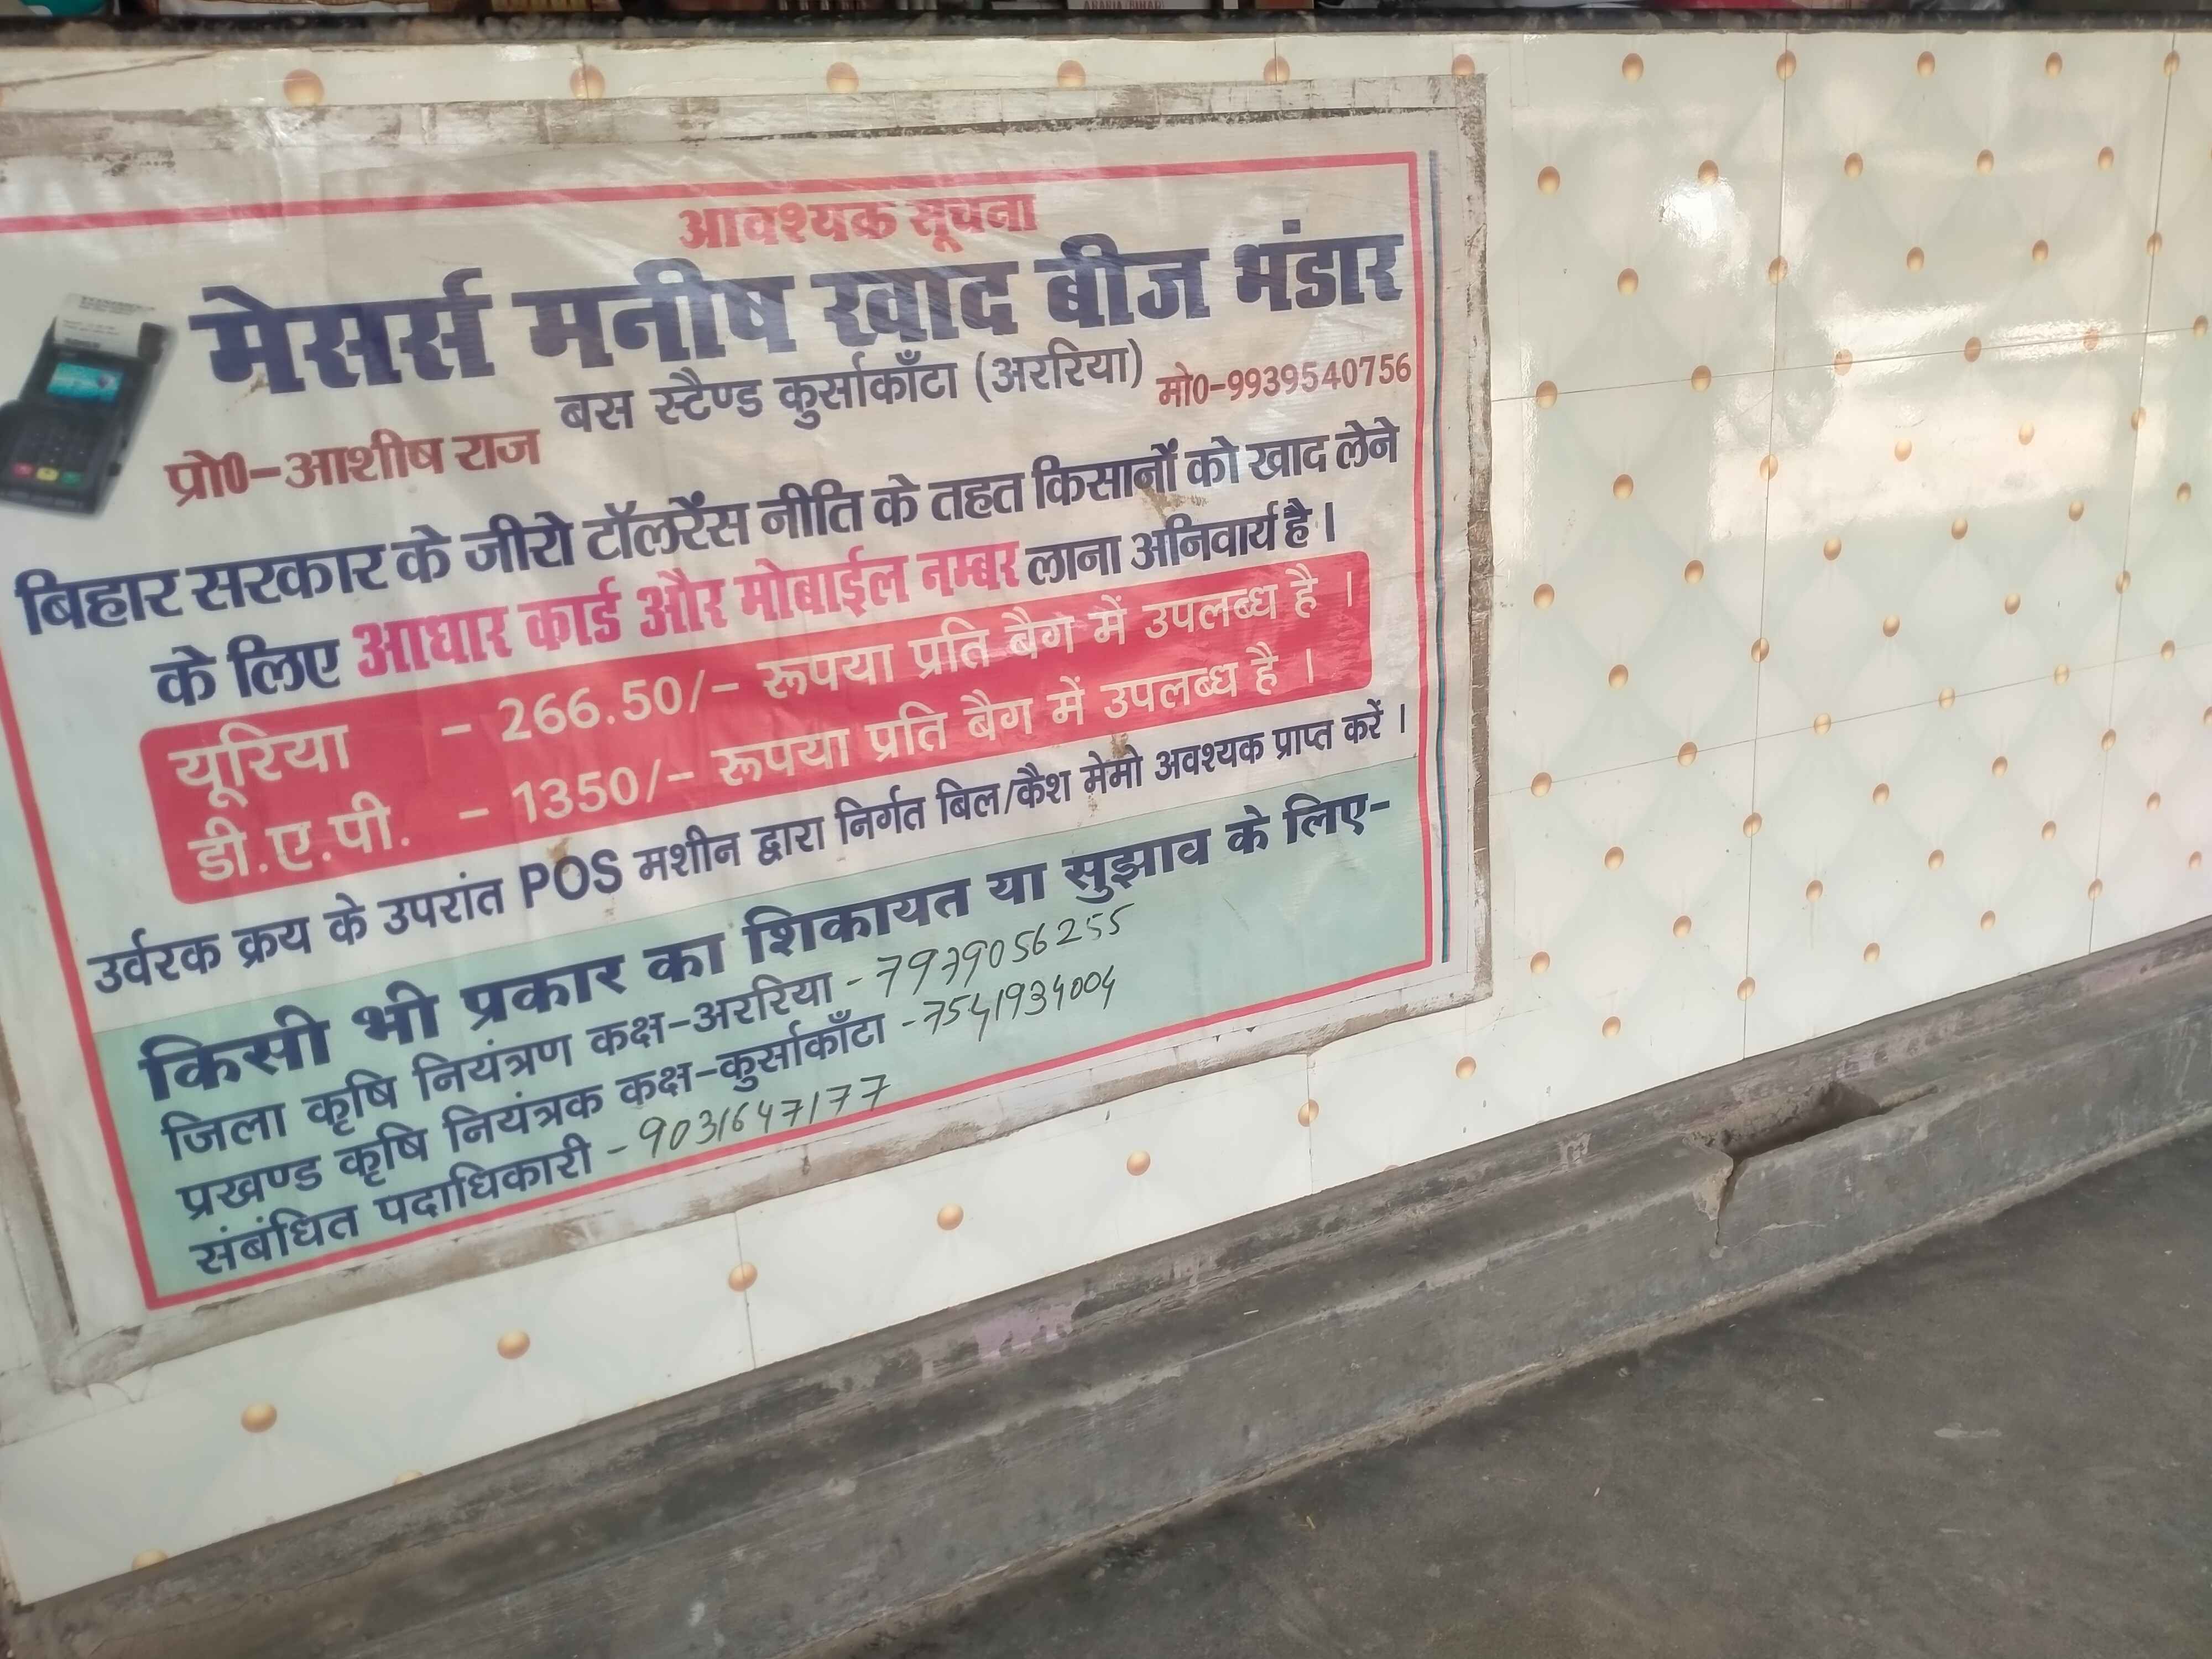 ARARIA (BIHAR)
आवश्यक सूचना
मेसर्स मनीष खाद बीज भंडार
बस स्टैण्ड कुर्साकाँटा (अररिया)
मो0-9939540756
प्रो0-आशीष राज
बिहार सरकार के जीरो टॉलरेंस नीति के तहत किसानों को खाद लेने
के लिए आधार कार्ड और मोबाईल नम्बर लाना अनिवार्य है ।
यूरिया - 266.50/- रूपया प्रति बैग में उपलब्ध है ।
डी.ए.पी. - 1350/- रूपया प्रति बैग में उपलब्ध है ।
उर्वरक क्रय के उपरांत POS मशीन द्वारा निर्गत बिल/कैश मेमो अवश्यक प्राप्त करें ।
किसी भी प्रकार का शिकायत या सुझाव के लिए-
जिला कृषि नियंत्रण कक्ष-अररिया - 7979056255
प्रखण्ड कृषि नियंत्रक कक्ष-कुर्साकाँटा - 7541934004
संबंधित पदाधिकारी - 9031647177